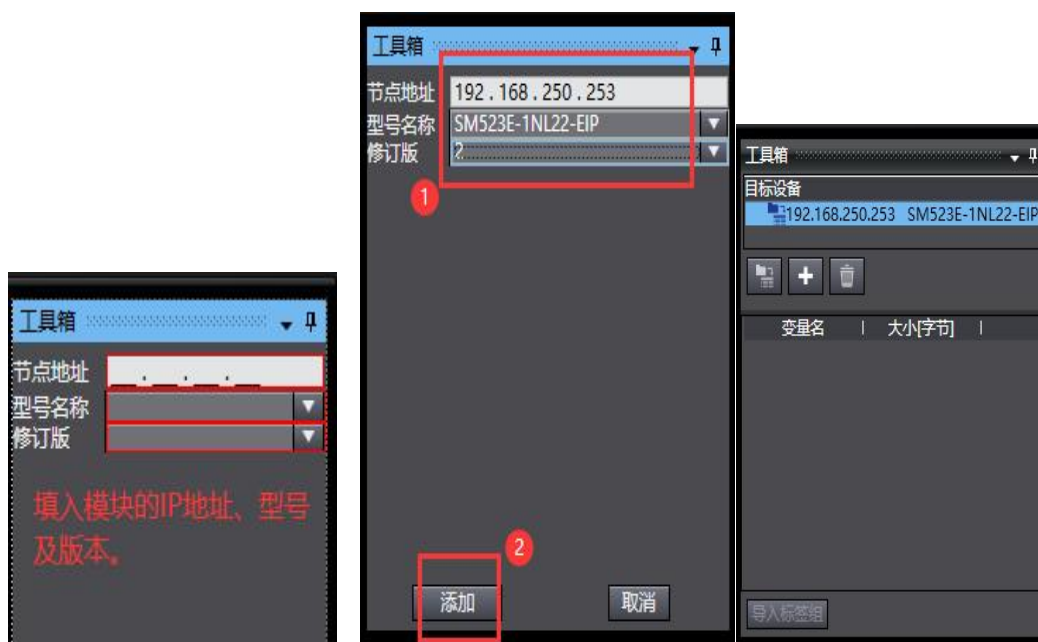 工具箱
节点地址 __.__.__.__
型号名称
修订版
填入模块的IP地址、型号
及版本。
工具箱
节点地址 192 . 168 . 250 . 253
型号名称 SM523E-1NL22-EIP
修订版 2
1
2
添加 取消
工具箱
目标设备
192.168.250.253 SM523E-1NL22-EIP
变量名 | 大小[字节] |
导入标签组